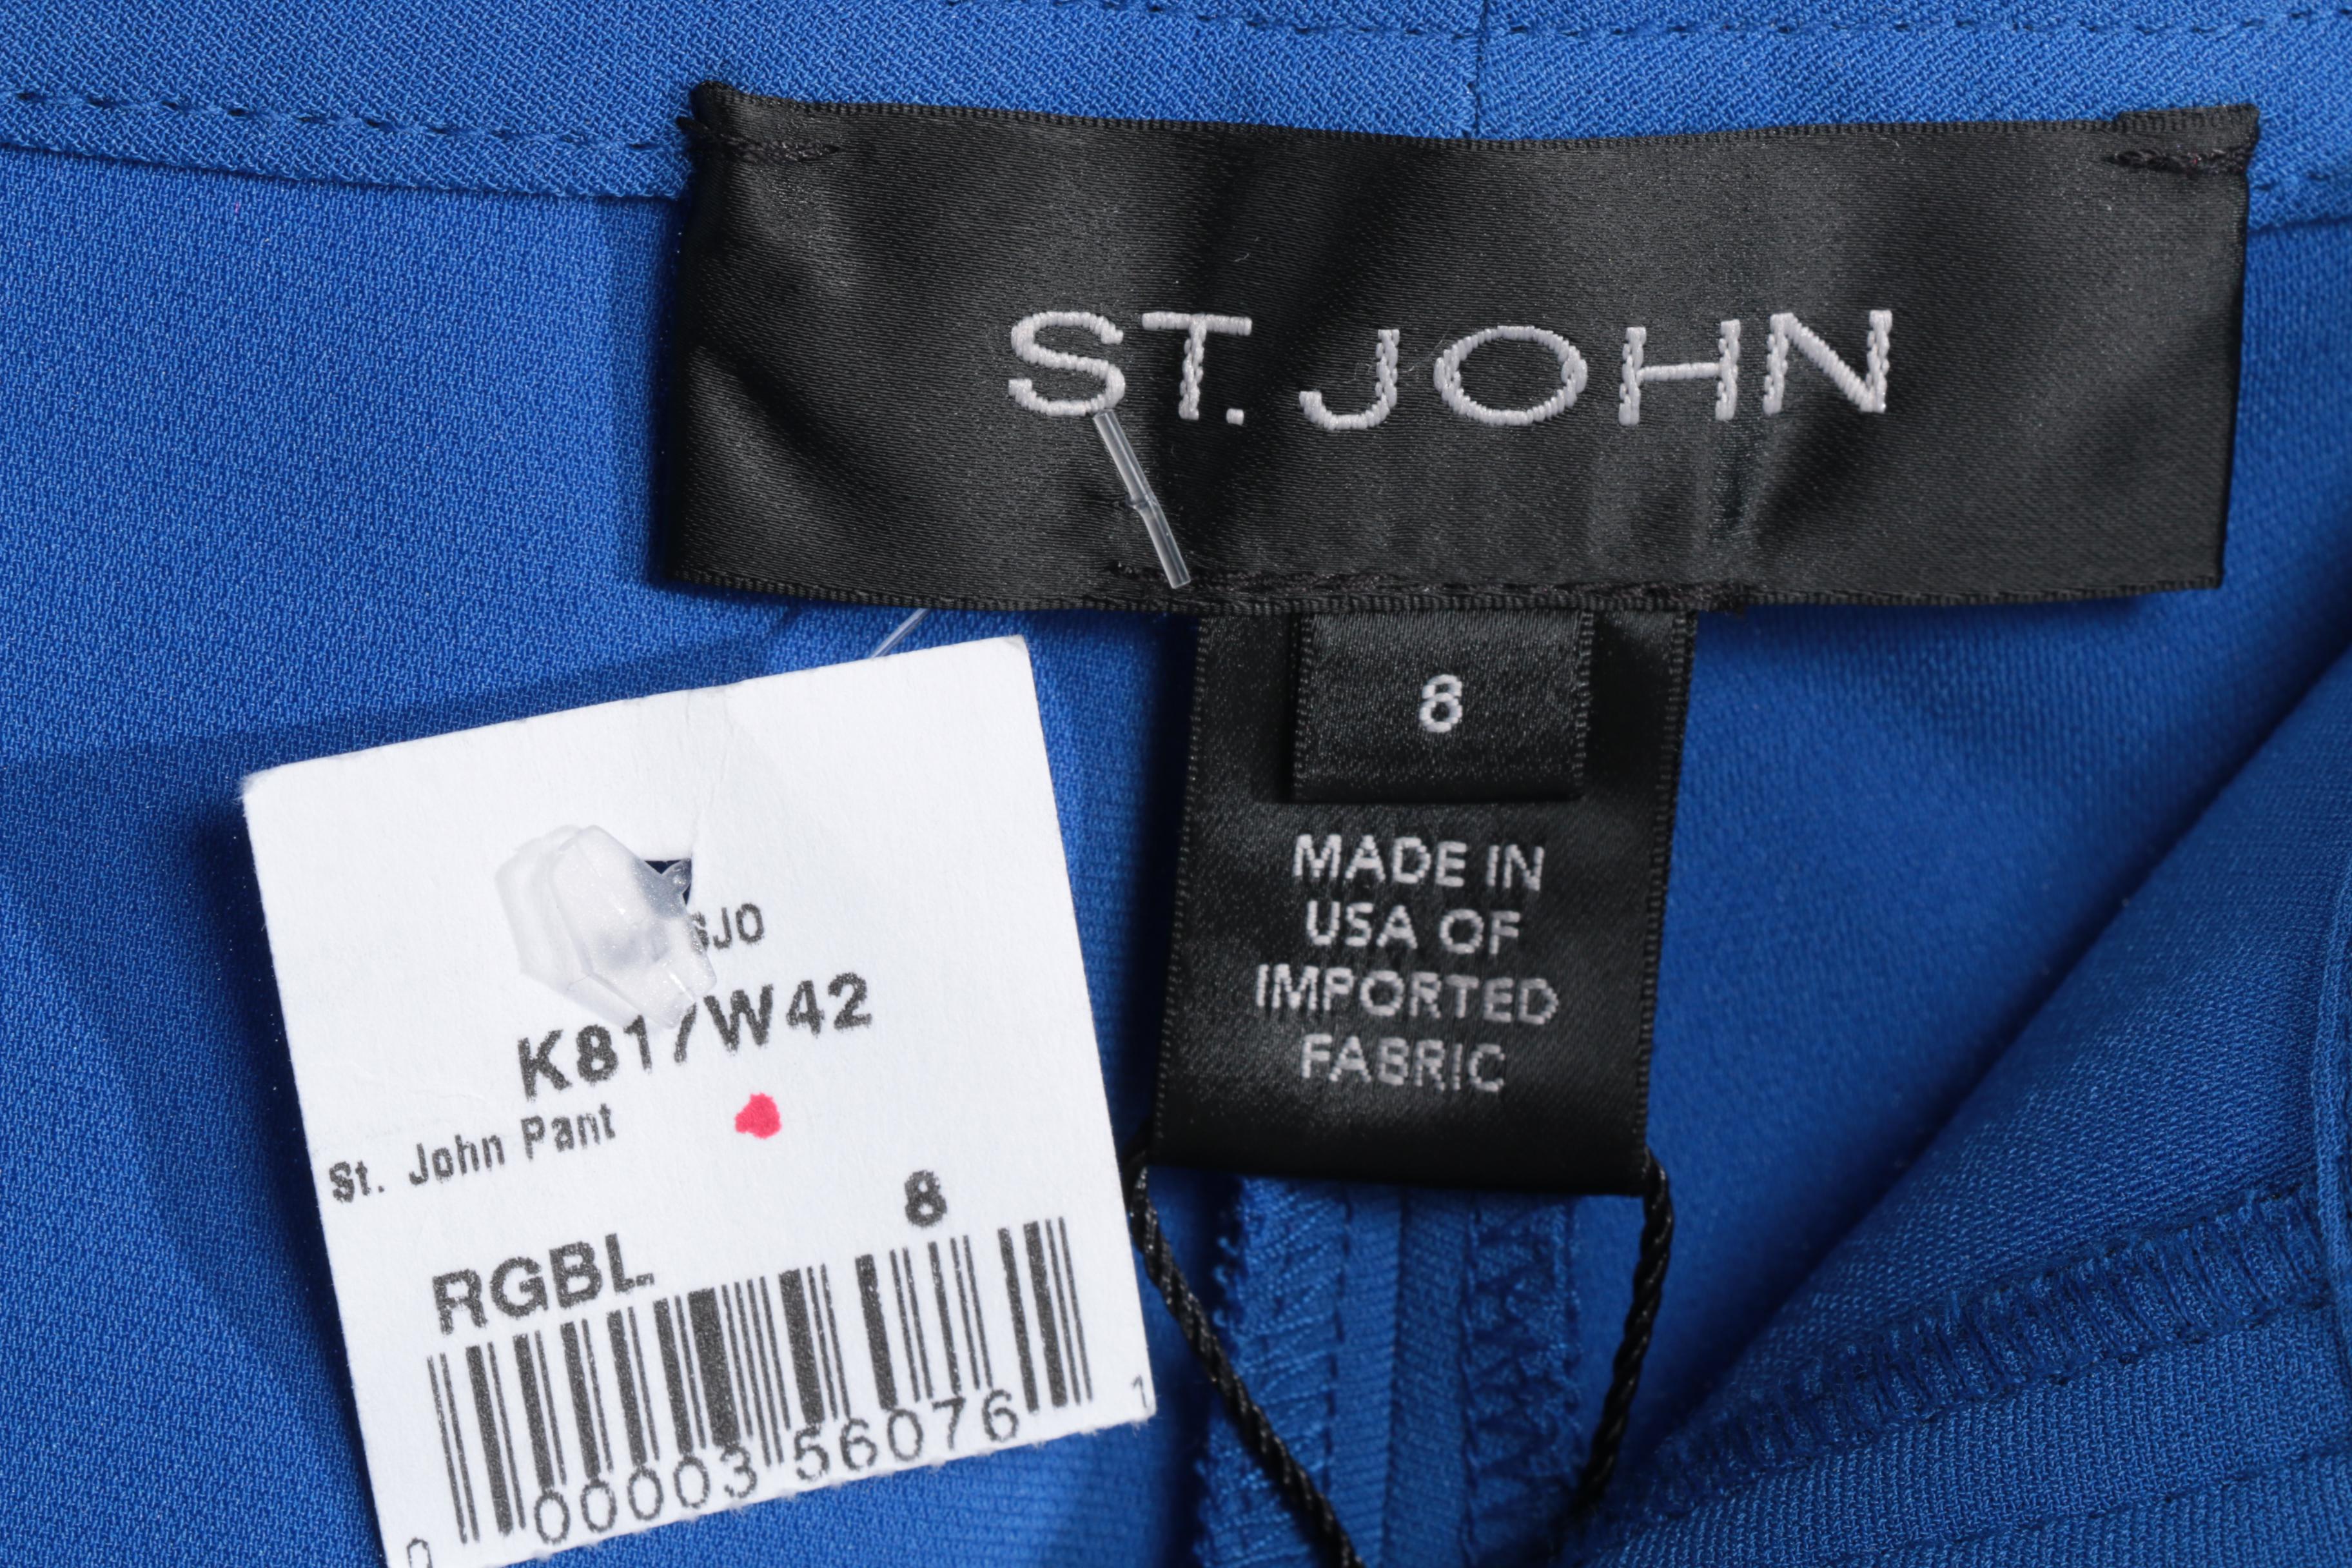 ST. JOHN
8
MADE IN
USA OF
IMPORTED
FABRIC
SJO
K817W42
St. John Pant
8
RGBL
0 00003 56076 1